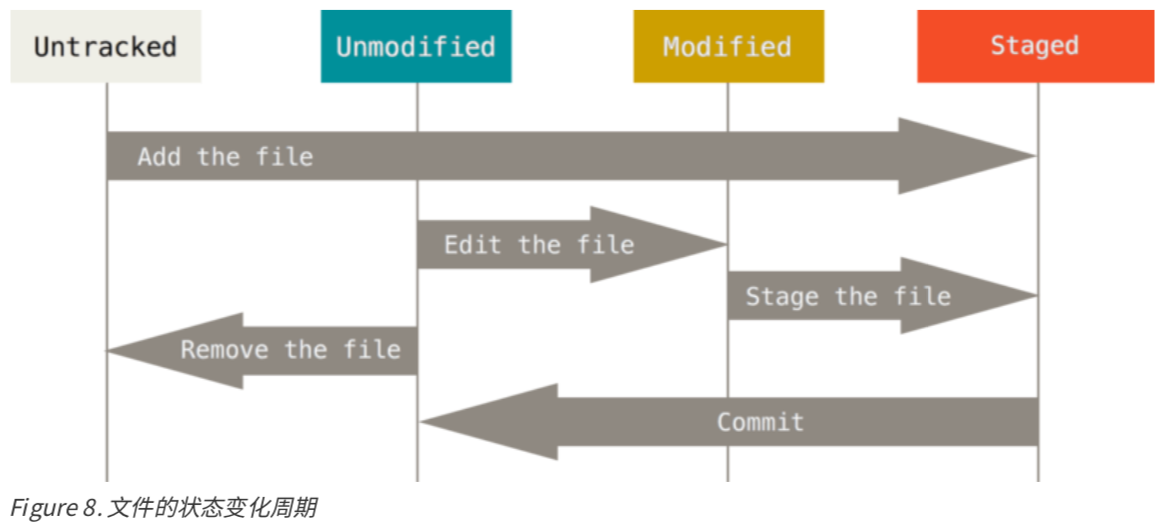 Untracked
Unmodified
Modified
Staged
Add the file
Edit the file
Stage the file
Remove the file
Commit
Figure 8. 文件的状态变化周期